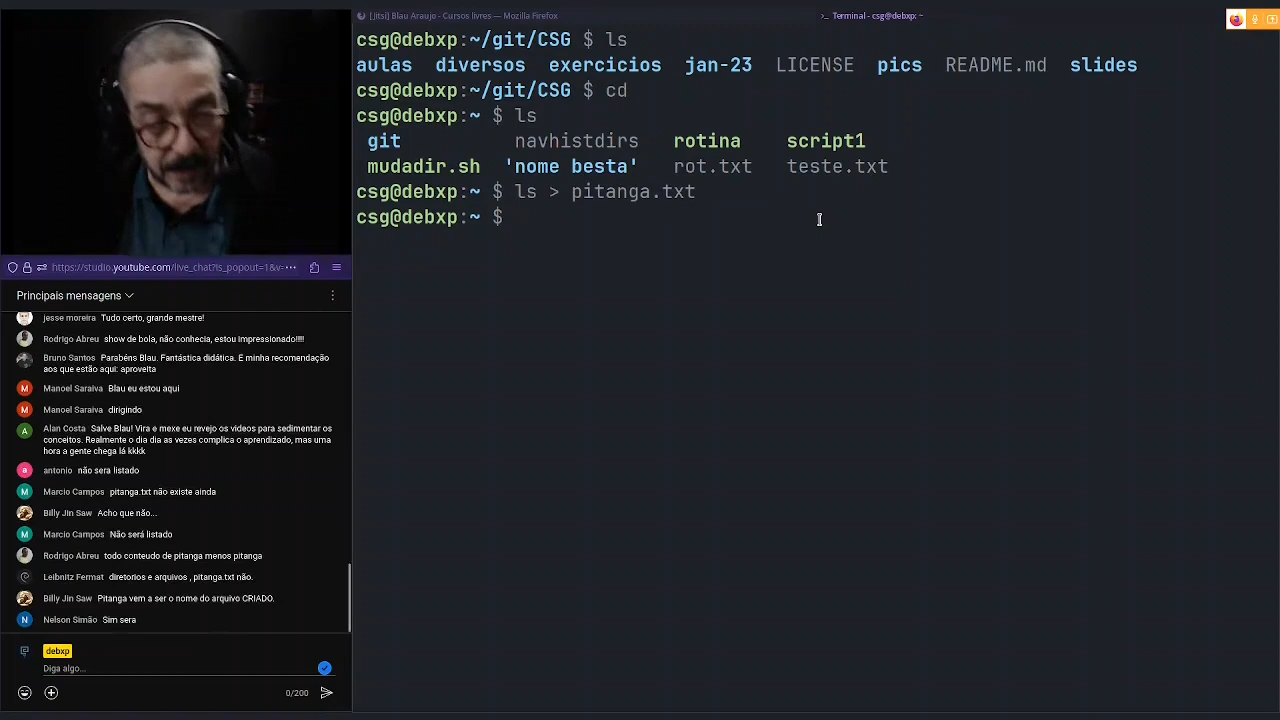 [Jitsi] Blau Araujo - Cursos livres — Mozilla Firefox
>_ Terminal - csg@debxp: ~
csg@debxp:~/git/CSG $ ls
aulas diversos exercicios jan-23 LICENSE pics README.md slides
csg@debxp:~/git/CSG $ cd
csg@debxp:~ $ ls
git navhistdirs rotina script1
mudadir.sh 'nome besta' rot.txt teste.txt
csg@debxp:~ $ ls > pitanga.txt
csg@debxp:~ $
https://studio.youtube.com/live_chat?is_popout=1&v=
Principais mensagens
jesse moreira Tudo certo, grande mestre!
Rodrigo Abreu show de bola, não conhecia, estou impressionado!!!!
Bruno Santos Parabéns Blau. Fantástica didática. E minha recomendação
aos que estão aqui: aproveita
M Manoel Saraiva Blau eu estou aqui
M Manoel Saraiva dirigindo
A Alan Costa Salve Blau! Vira e mexe eu revejo os videos para sedimentar os
conceitos. Realmente o dia dia as vezes complica o aprendizado, mas uma
hora a gente chega lá kkkk
a antonio não sera listado
M Marcio Campos pitanga.txt não existe ainda
Billy Jin Saw Acho que não...
M Marcio Campos Não será listado
Rodrigo Abreu todo conteudo de pitanga menos pitanga
Leibnitz Fermat diretorios e arquivos , pitanga.txt não.
Billy Jin Saw Pitanga vem a ser o nome do arquivo CRIADO.
N Nelson Simão Sim sera
debxp
Diga algo...
0/200